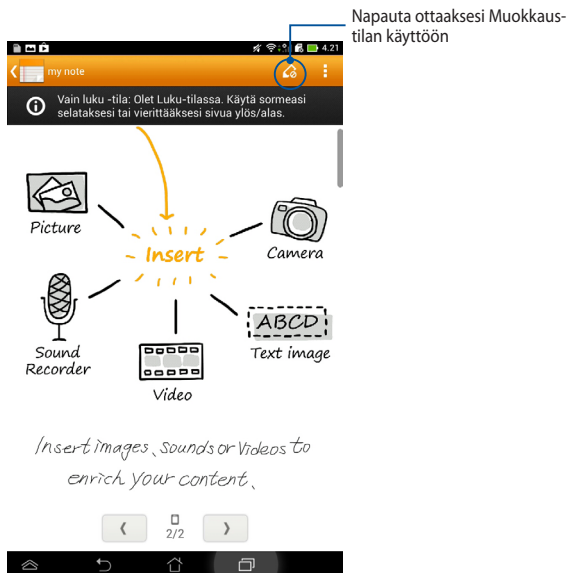 Napauta ottaaksesi Muokkaus-
tilan käyttöön
4.21
my note
Vain luku -tila: Olet Luku-tilassa. Käytä sormeasi
selataksesi tai vierittääksesi sivua ylös/alas.
Picture
Insert
Camera
Sound
Recorder
ABCD
Text image
Video
Insert images, sounds or Videos to
enrich your content.
2/2